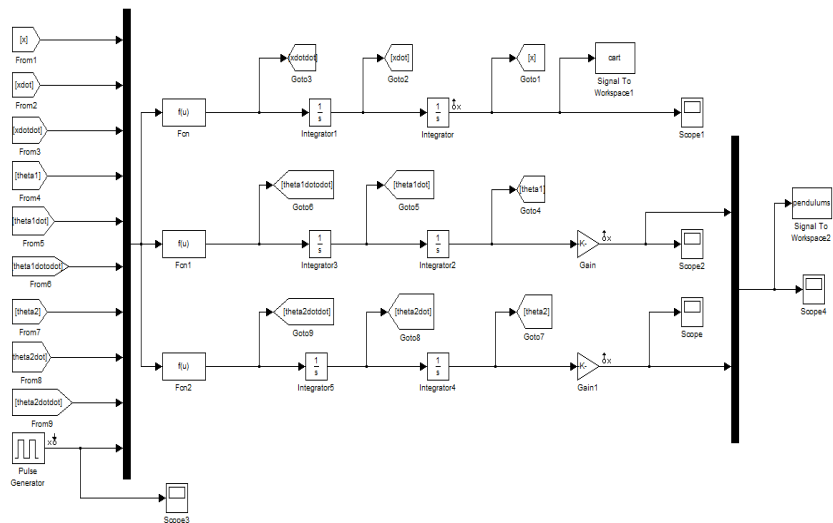 [x]
From1
[xdot]
From2
[xdotdot]
From3
[theta1]
From4
[theta1dot]
From5
theta1dotodot]
From6
[theta2]
From7
theta2dot]
From8
[theta2dotdot]
From9
Pulse
Generator
x
Scope3
f(u)
Fcn
[xdotdot]
Goto3
1
s
Integrator1
[xdot]
Goto2
1
s
Integrator
x
[x]
Goto1
cart
Signal To
Workspace1
Scope1
f(u)
Fcn1
[theta1dotodot]
Goto6
1
s
Integrator3
[theta1dot]
Goto5
1
s
Integrator2
[theta1]
Goto4
-K-
Gain
x
Scope2
f(u)
Fcn2
[theta2dotdot]
Goto9
1
s
Integrator5
[theta2dot]
Goto8
1
s
Integrator4
[theta2]
Goto7
-K-
Gain1
x
Scope
pendulums
Signal To
Workspace2
Scope4